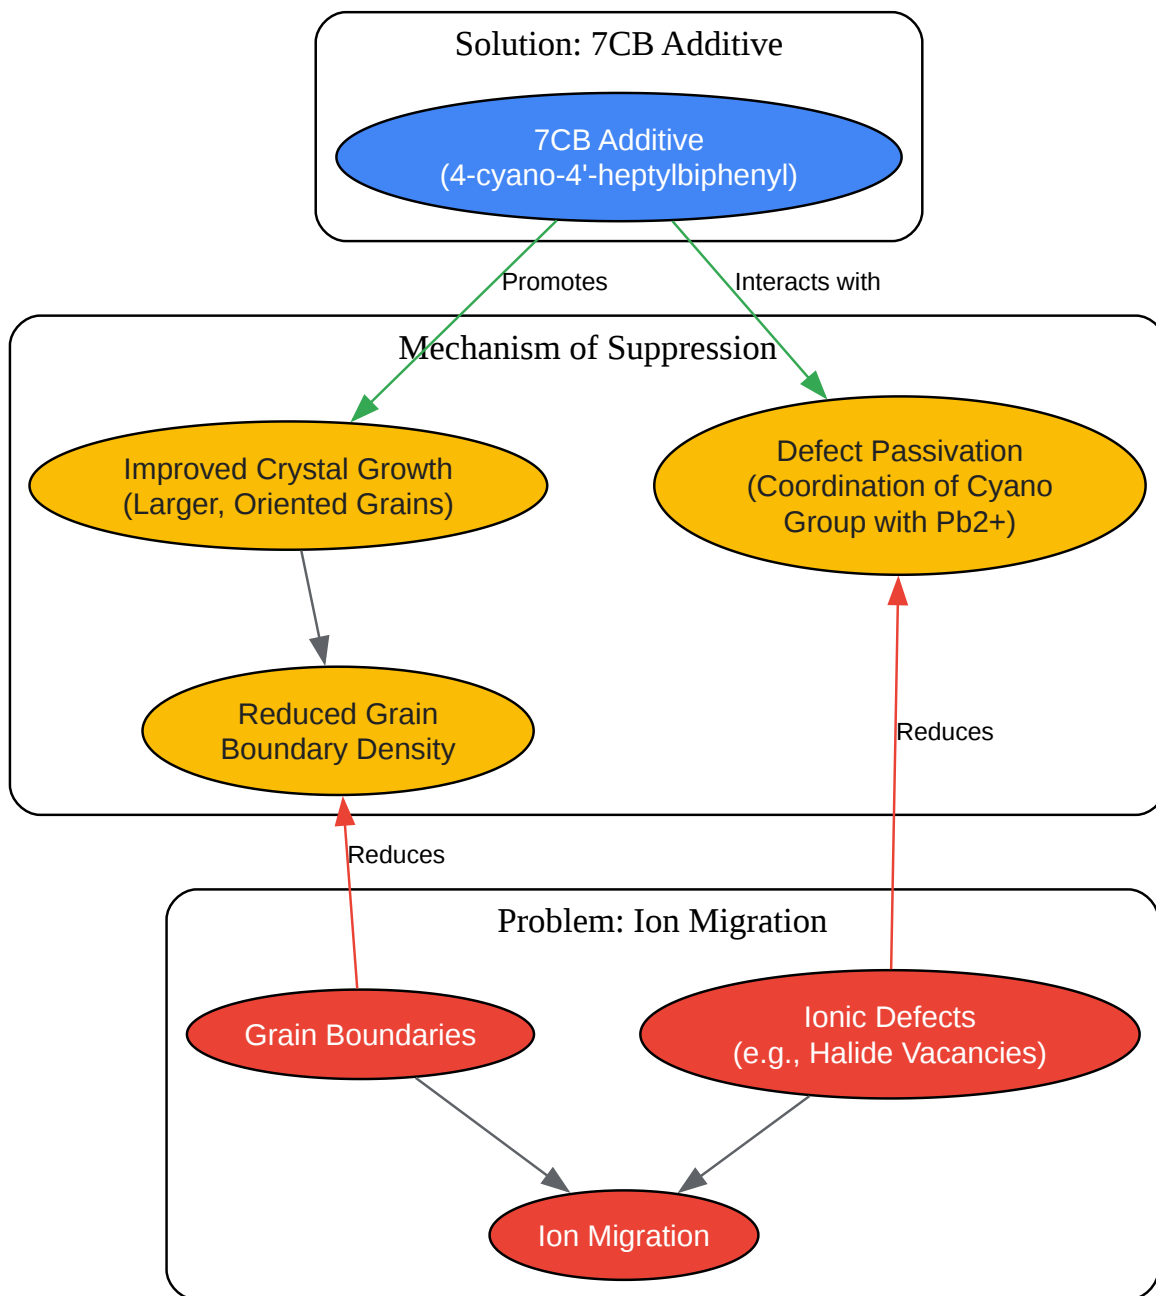 Solution: 7CB Additive
7CB Additive
(4-cyano-4'-heptylbiphenyl)
Promotes
Interacts with
Mechanism of Suppression
Improved Crystal Growth
(Larger, Oriented Grains)
Defect Passivation
(Coordination of Cyano
Group with Pb2+)
Reduced Grain
Boundary Density
Reduces
Reduces
Problem: Ion Migration
Grain Boundaries
Ionic Defects
(e.g., Halide Vacancies)
Ion Migration